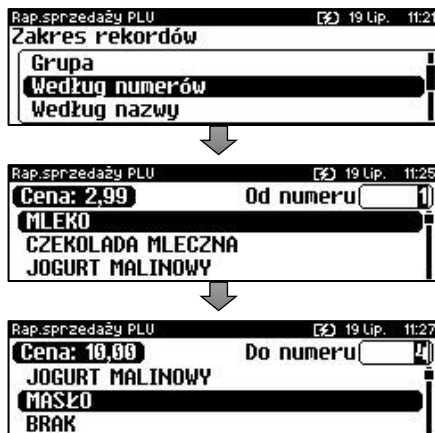 Rap.sprzedaży PLU 19 Lip. 11:21
Zakres rekordów
Grupa
Według numerów
Według nazwy
Rap.sprzedaży PLU 19 Lip. 11:25
Cena: 2,99 Od numeru 1
MLEKO
CZEKOLADA MLECZNA
JOGURT MALINOWY
Rap.sprzedaży PLU 19 Lip. 11:27
Cena: 10,00 Do numeru 4
JOGURT MALINOWY
MASŁO
BRAK